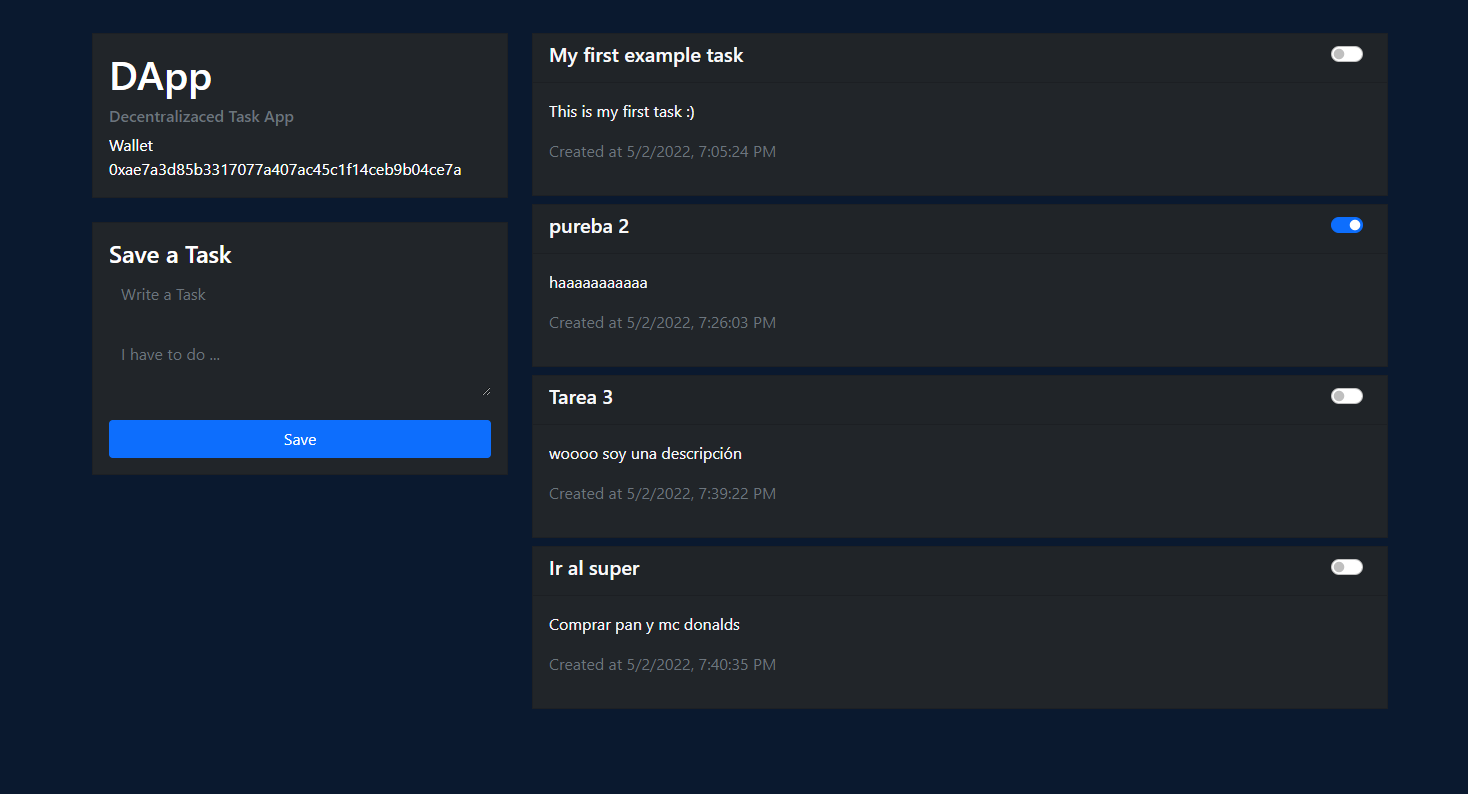 DApp
Decentralizaced Task App
Wallet
0xae7a3d85b3317077a407ac45c1f14ceb9b04ce7a
Save a Task
Write a Task
I have to do ...
Save
My first example task
This is my first task :)
Created at 5/2/2022, 7:05:24 PM
pureba 2
haaaaaaaaaaa
Created at 5/2/2022, 7:26:03 PM
Tarea 3
woooo soy una descripción
Created at 5/2/2022, 7:39:22 PM
Ir al super
Comprar pan y mc donalds
Created at 5/2/2022, 7:40:35 PM